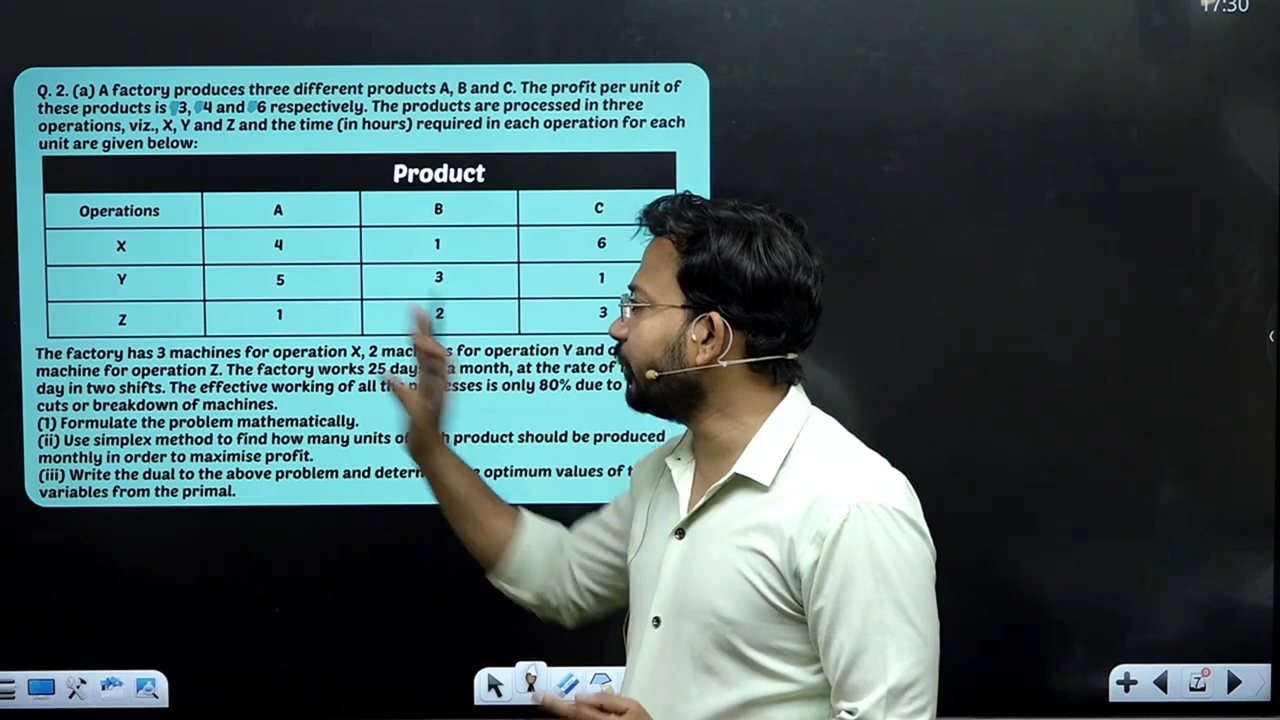 17:30
Q. 2. (a) A factory produces three different products A, B and C. The profit per unit of
these products is 3, 4 and 6 respectively. The products are processed in three
operations, viz., X, Y and Z and the time (in hours) required in each operation for each
unit are given below:
Product
Operations A B C
X 4 1 6
Y 5 3 1
Z 1 2 3
The factory has 3 machines for operation X, 2 for operation Y and
machine for operation Z. The factory works 25 a month, at the rate of
day in two shifts. The effective working of all is only 80% due to
cuts or breakdown of machines.
(1) Formulate the problem mathematically.
(ii) Use simplex method to find how many units product should be produced
monthly in order to maximise profit.
(iii) Write the dual to the above problem and optimum values of
variables from the primal.
7